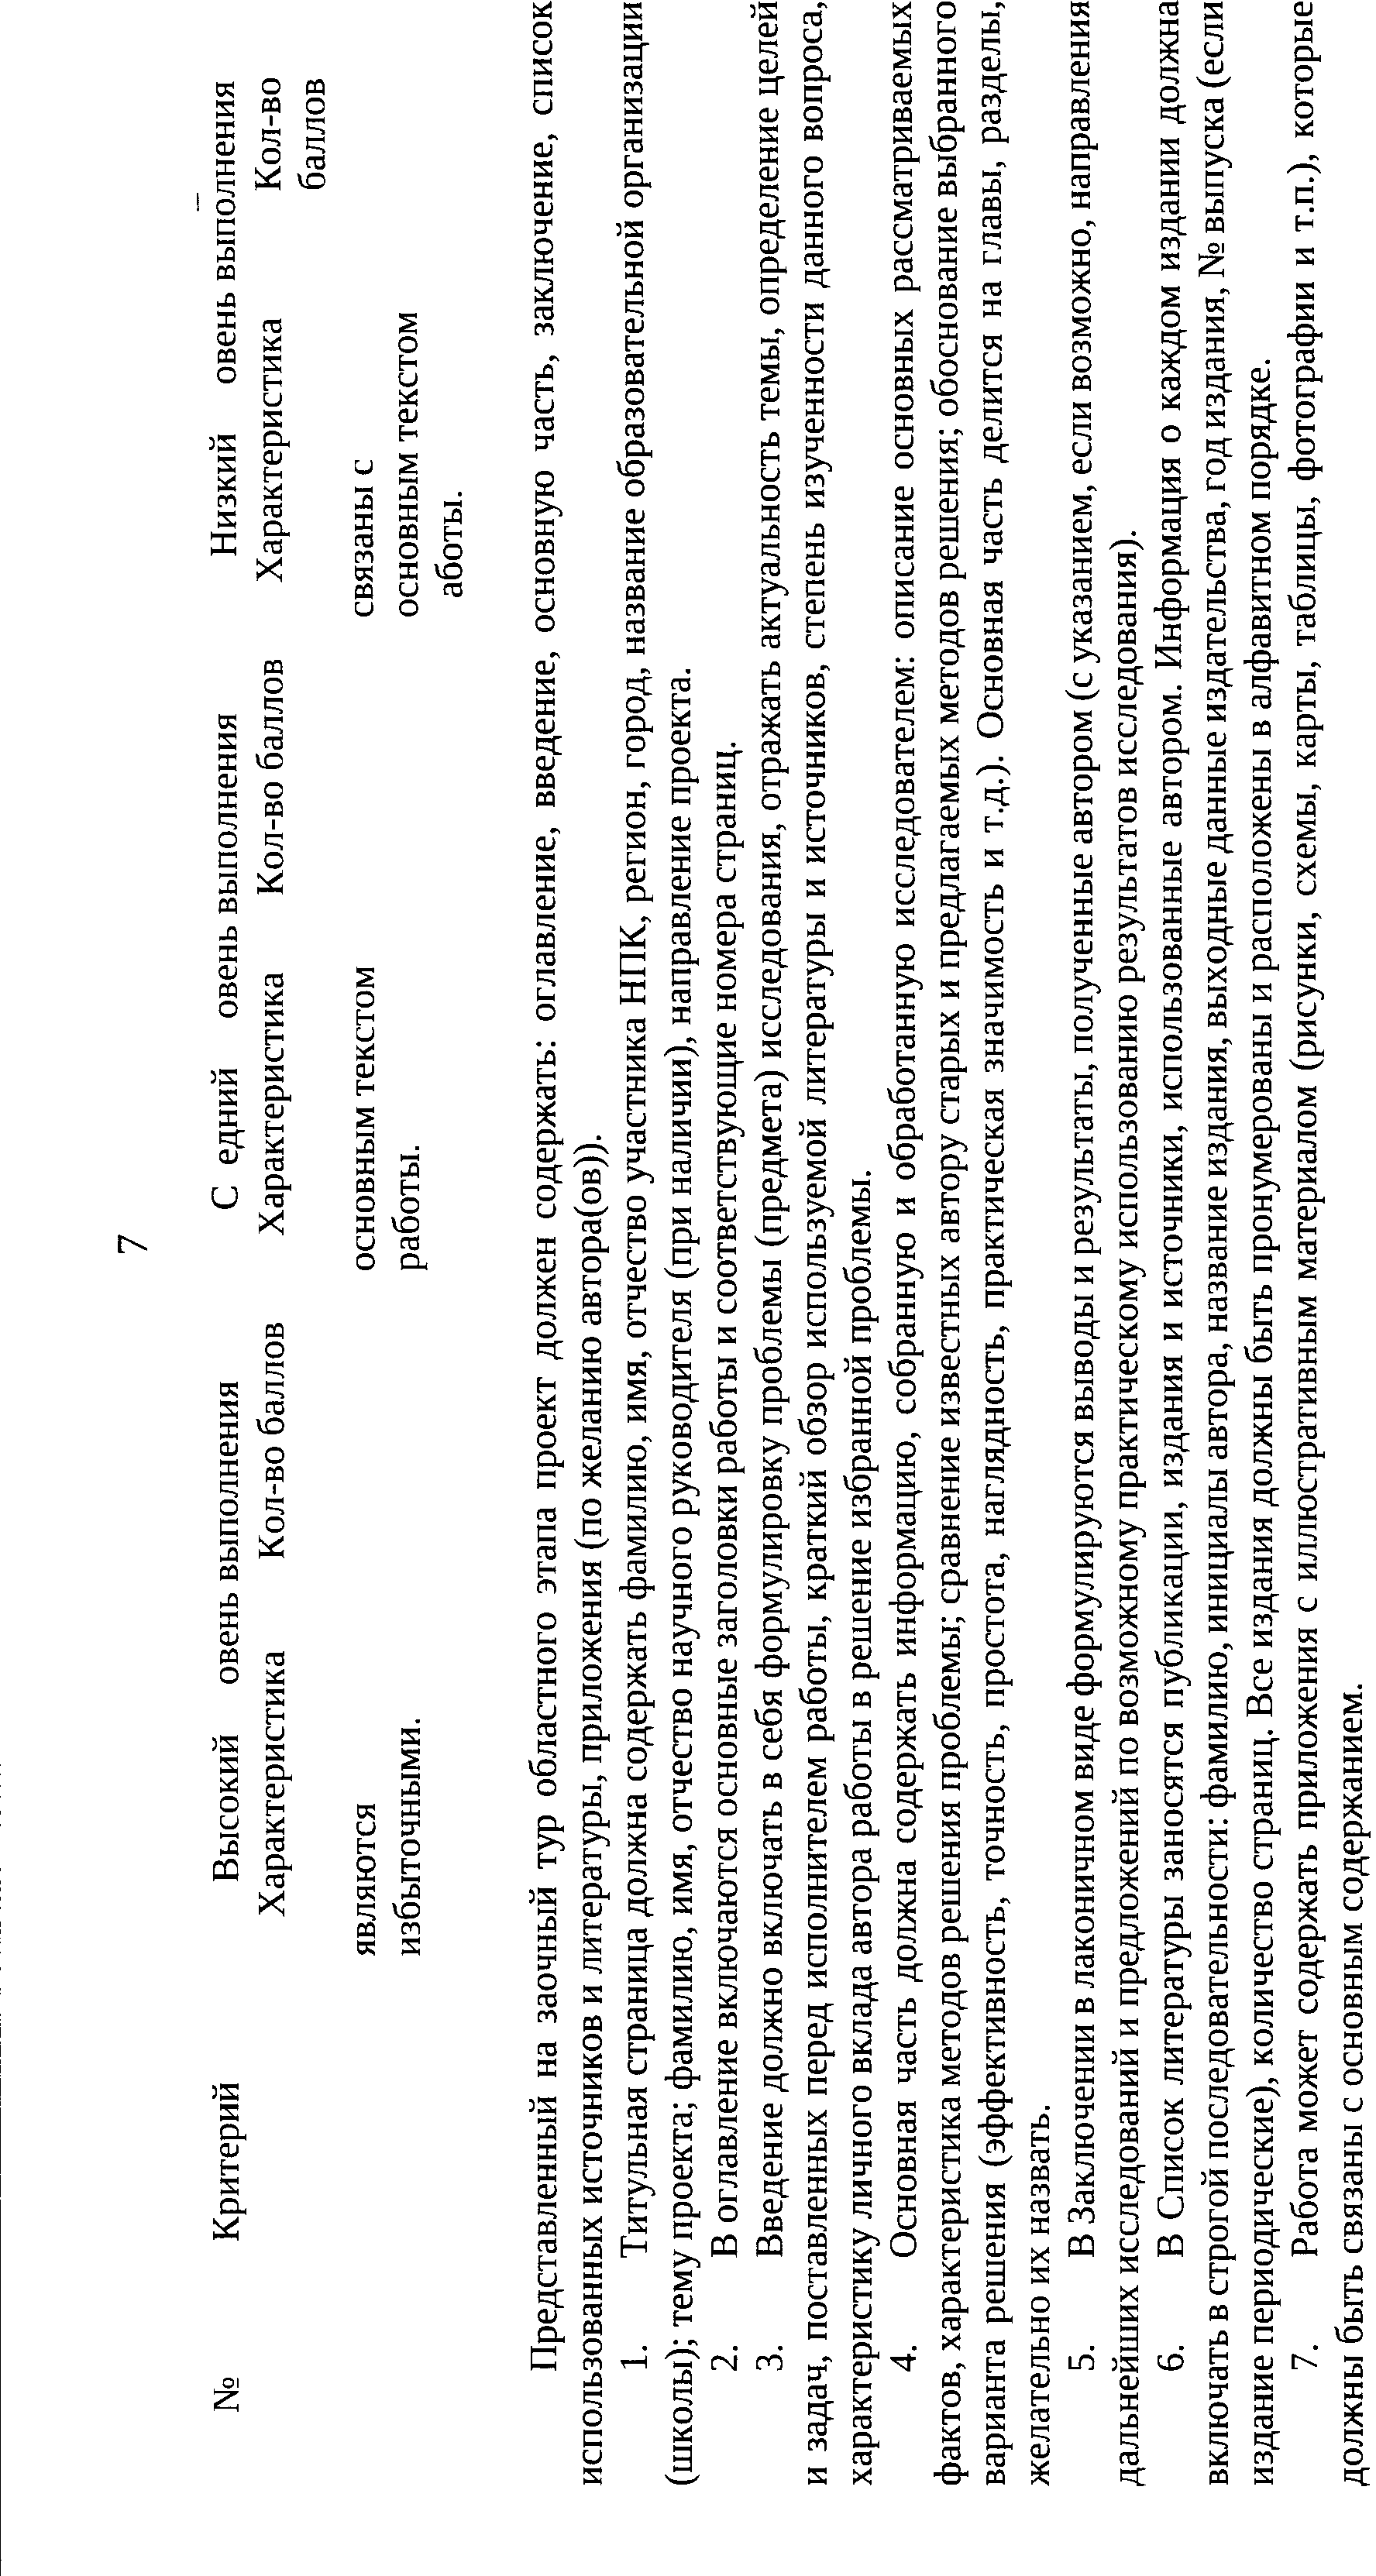 7
№ Критерий Высокий овень выполнения С едний овень выполнения Низкий овень выполнения
Характеристика Кол-во баллов Характеристика Кол-во баллов Характеристика Кол-во
баллов
являются основным текстом связаны с
избыточными. работы. основным текстом
аботы.
Представленный на заочный тур областного этапа проект должен содержать: оглавление, введение, основную часть, заключение, список
использованных источников и литературы, приложения (по желанию автора(ов)).
1. Титульная страница должна содержать фамилию, имя, отчество участника НПК, регион, город, название образовательной организации
(школы); тему проекта; фамилию, имя, отчество научного руководителя (при наличии), направление проекта.
2. В оглавление включаются основные заголовки работы и соответствующие номера страниц.
3. Введение должно включать в себя формулировку проблемы (предмета) исследования, отражать актуальность темы, определение целей
и задач, поставленных перед исполнителем работы, краткий обзор используемой литературы и источников, степень изученности данного вопроса,
характеристику личного вклада автора работы в решение избранной проблемы.
4. Основная часть должна содержать информацию, собранную и обработанную исследователем: описание основных рассматриваемых
фактов, характеристика методов решения проблемы; сравнение известных автору старых и предлагаемых методов решения; обоснование выбранного
варианта решения (эффективность, точность, простота, наглядность, практическая значимость и т.д.). Основная часть делится на главы, разделы,
желательно их назвать.
5. В Заключении в лаконичном виде формулируются выводы и результаты, полученные автором (с указанием, если возможно, направления
дальнейших исследований и предложений по возможному практическому использованию результатов исследования).
6. В Список литературы заносятся публикации, издания и источники, использованные автором. Информация о каждом издании должна
включать в строгой последовательности: фамилию, инициалы автора, название издания, выходные данные издательства, год издания, № выпуска (если
издание периодические), количество страниц. Все издания должны быть пронумерованы и расположены в алфавитном порядке.
7. Работа может содержать приложения с иллюстративным материалом (рисунки, схемы, карты, таблицы, фотографии и т.п.), которые
должны быть связаны с основным содержанием.